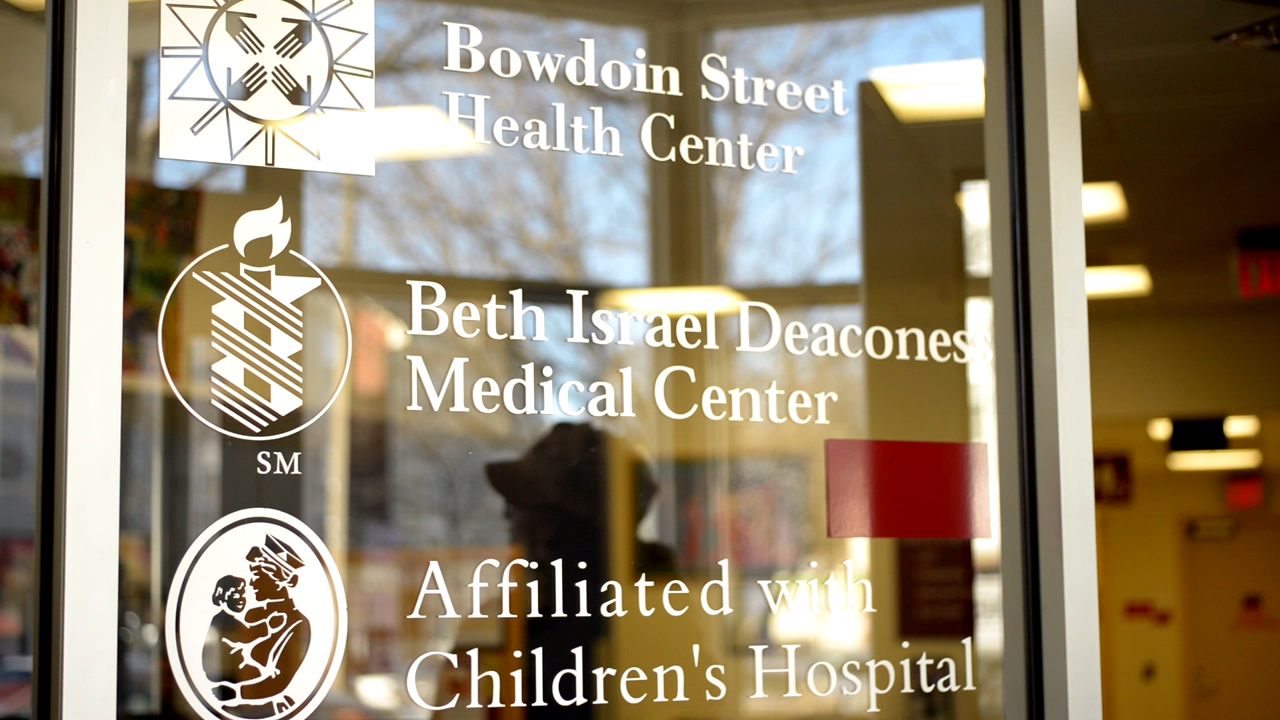 Bowdoin Street
Health Center
Beth Israel Deaconess
Medical Center
SM
Affiliated with
Children's Hospital